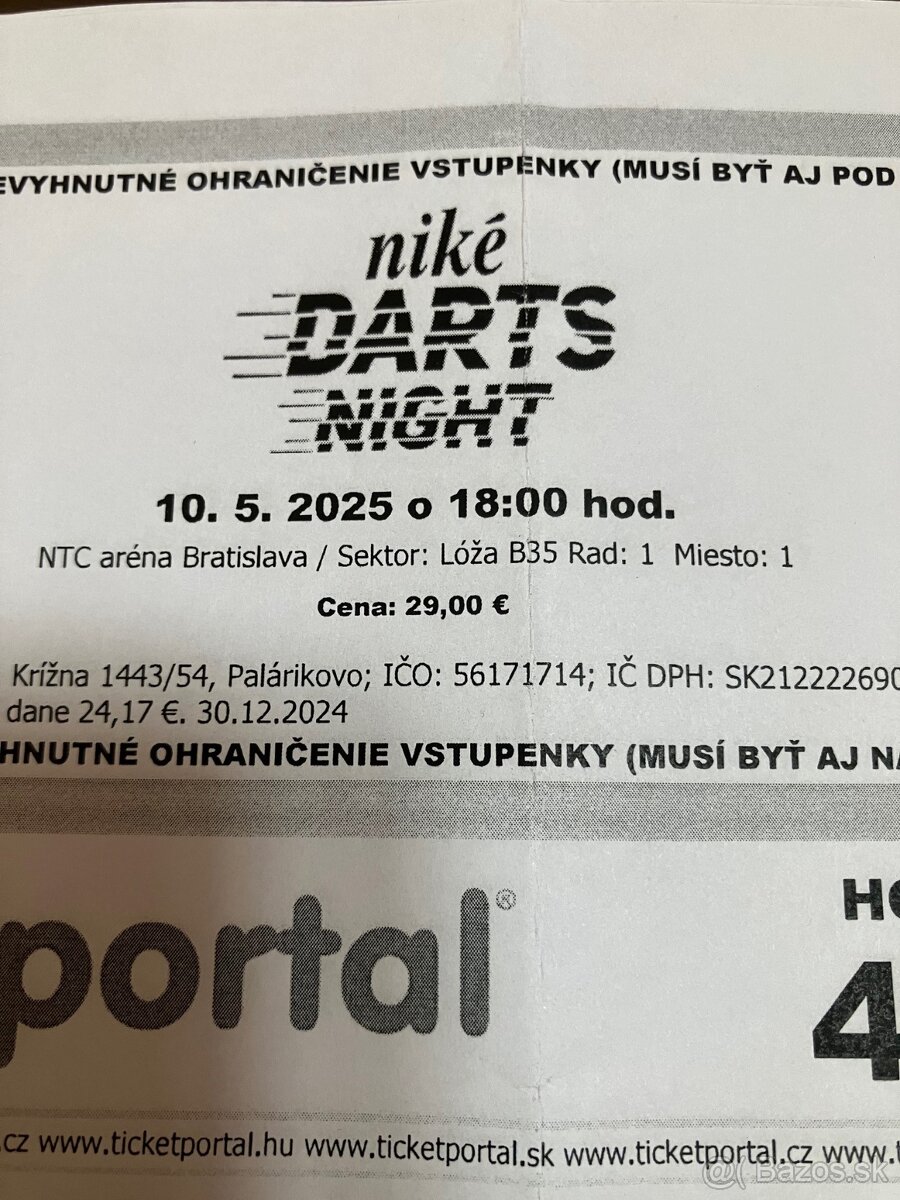 EVYHNUTNÉ OHRANIČENIE VSTUPENKY (MUSÍ BYŤ AJ POD
niké
DARTS
NIGHT
10. 5. 2025 o 18:00 hod.
NTC aréna Bratislava / Sektor: Lóža B35 Rad: 1 Miesto: 1
Cena: 29,00 €
Krížna 1443/54, Palárikovo; IČO: 56171714; IČ DPH: SK212222690
dane 24,17 €. 30.12.2024
HNUTNÉ OHRANIČENIE VSTUPENKY (MUSÍ BYŤ AJ NA
portal®
HO
4
.cz www.ticketportal.hu www.ticketportal.sk www.ticketportal.cz www.t
Bazos.sk